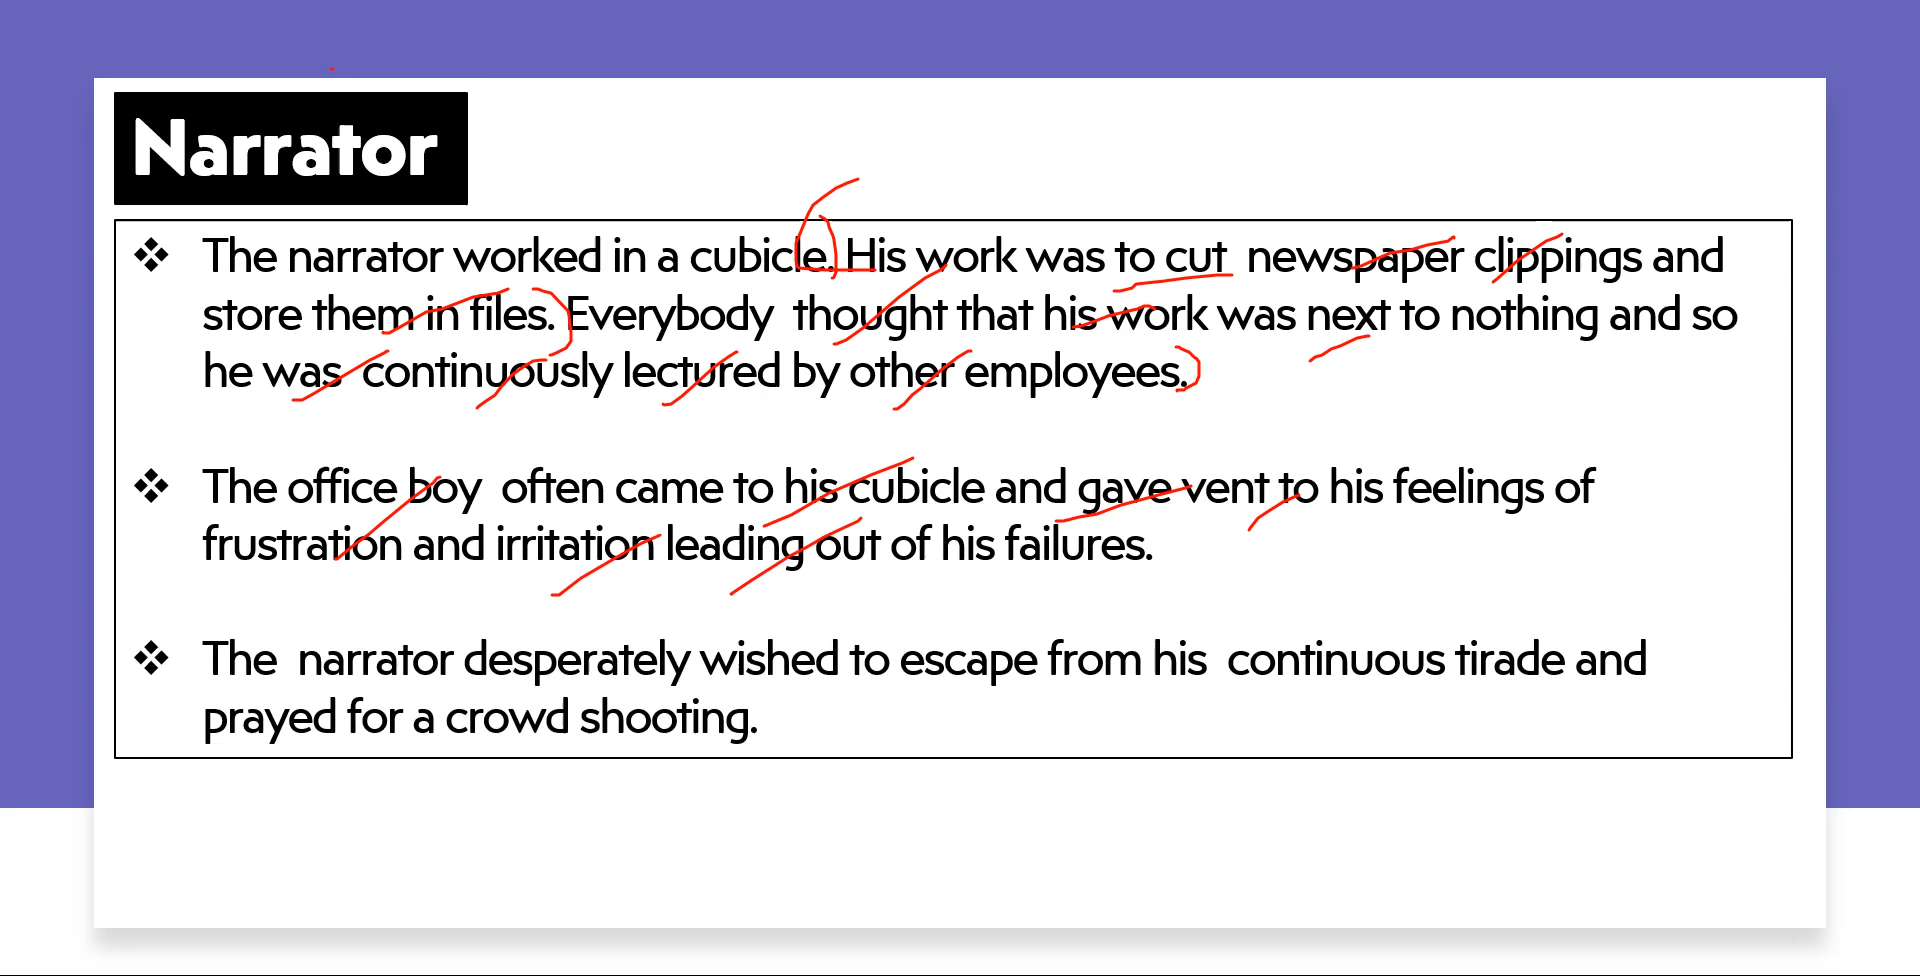 Narrator
❖ The narrator worked in a cubicle. His work was to cut newspaper clippings and
store them in files. Everybody thought that his work was next to nothing and so
he was continuously lectured by other employees.
❖ The office boy often came to his cubicle and gave vent to his feelings of
frustration and irritation leading out of his failures.
❖ The narrator desperately wished to escape from his continuous tirade and
prayed for a crowd shooting.